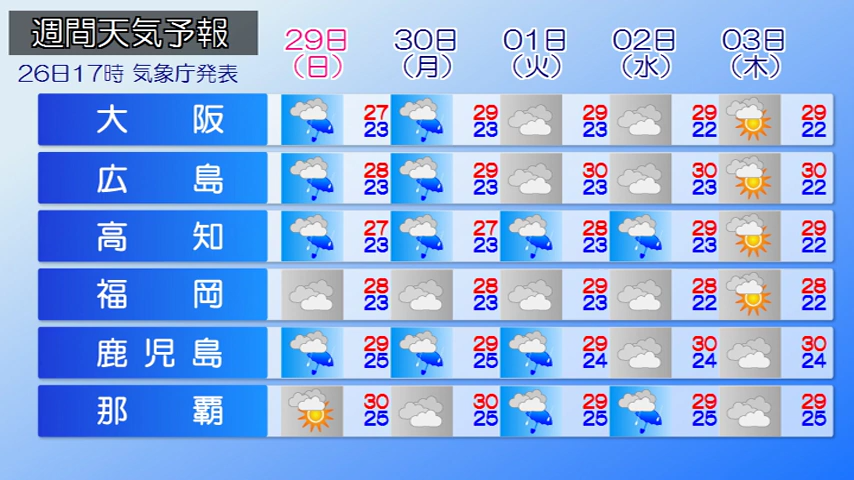 週間天気予報
26日17時 気象庁発表
29日 30日 01日 02日 03日
(日) (月) (火) (水) (木)
大阪 27 29 29 29 29
23 23 23 22 22
広島 28 29 30 30 30
23 23 23 23 22
高知 27 27 28 29 29
23 23 23 23 22
福岡 28 28 29 28 28
23 23 23 22 22
鹿児島 29 29 29 30 30
25 25 24 24 24
那覇 30 30 29 29 29
25 25 25 25 25